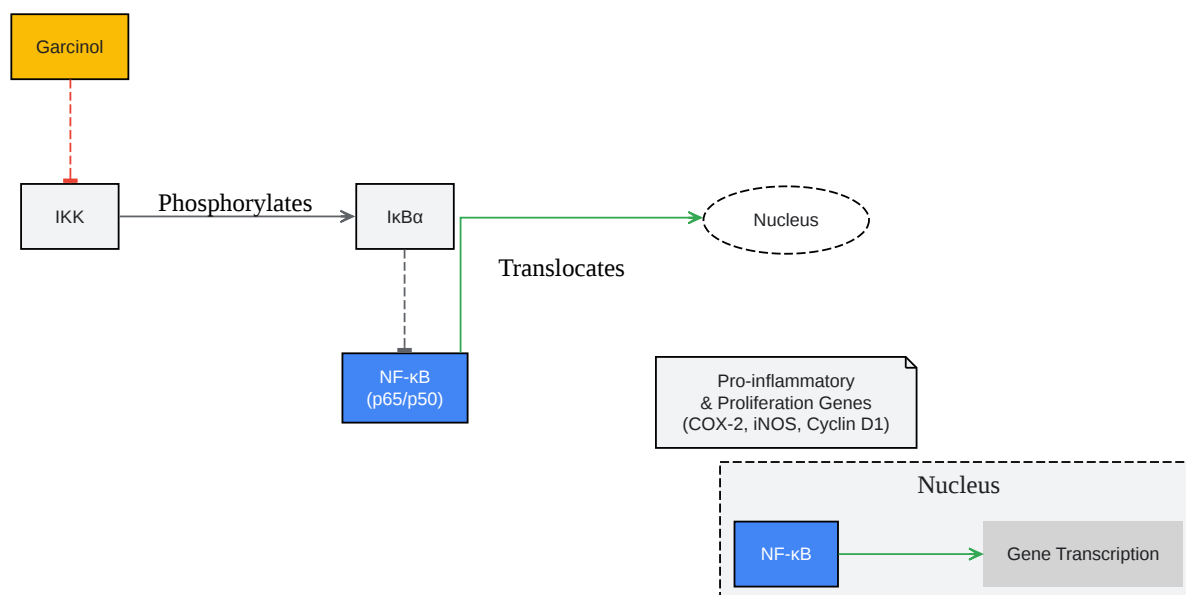 Garcinol
IKK
Phosphorylates
IκBα
Nucleus
Translocates
NF-κB
(p65/p50)
Pro-inflammatory
& Proliferation Genes
(COX-2, iNOS, Cyclin D1)
Nucleus
NF-κB
Gene Transcription